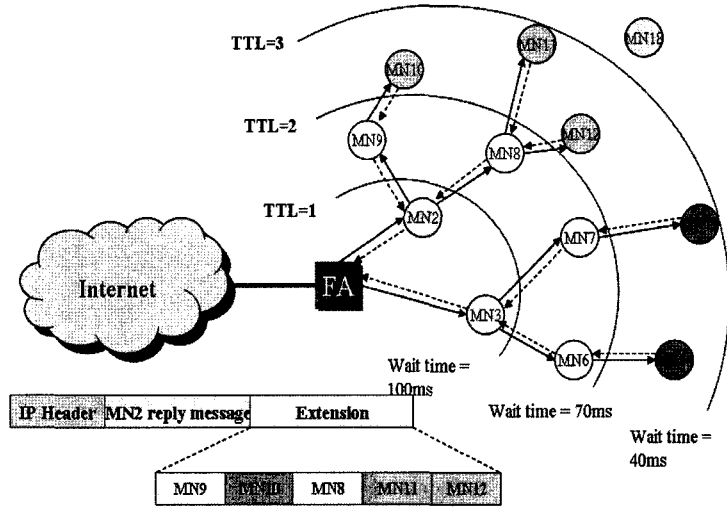 TTL=3
MN18
MN11
MN10
TTL=2
MN12
MN9
MN8
TTL=1
MN2
MN7
Internet
FA
MN3
MN6
Wait time =
100ms
Wait time = 70ms
Wait time =
40ms
IP Header
MN2 reply message
Extension
MN9
MN10
MN8
MN11
MN12